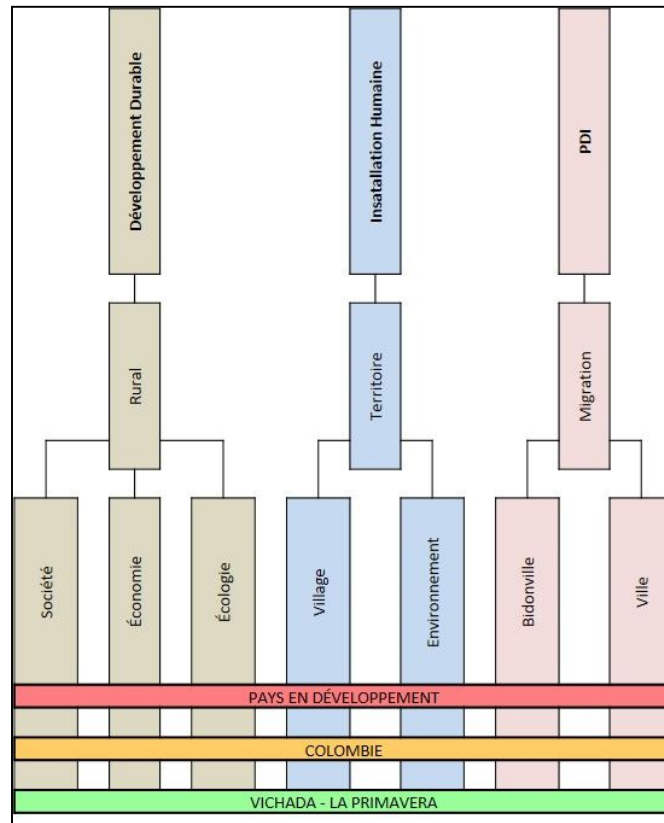 Développement Durable
Insatallation Humaine
PDI
Rural
Territoire
Migration
Société
Économie
Écologie
Village
Environnement
Bidonville
Ville
PAYS EN DÉVELOPPEMENT
COLOMBIE
VICHADA - LA PRIMAVERA